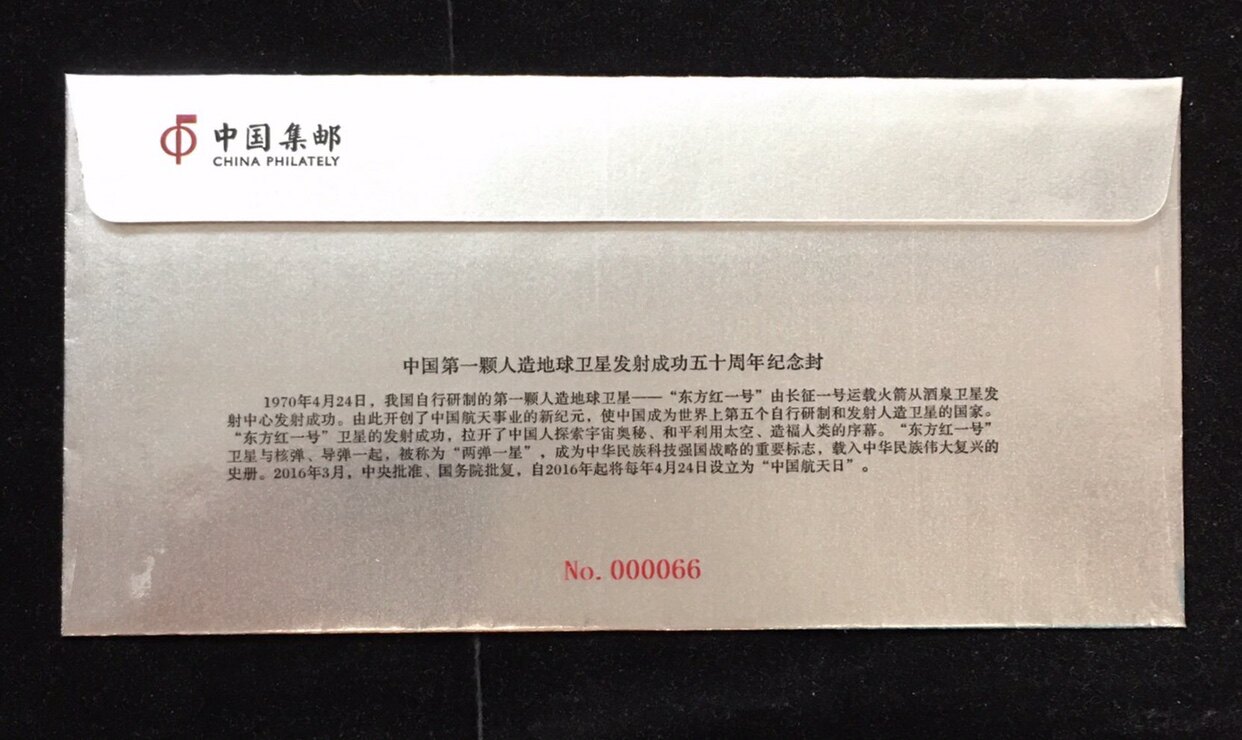 中国集邮
CHINA PHILATELY
中国第一颗人造地球卫星发射成功五十周年纪念封
1970年4月24日，我国自行研制的第一颗人造地球卫星——“东方红一号”由长征一号运载火箭从酒泉卫星发
射中心发射成功。由此开创了中国航天事业的新纪元，使中国成为世界上第五个自行研制和发射人造卫星的国家。
“东方红一号”卫星的发射成功，拉开了中国人探索宇宙奥秘、和平利用太空、造福人类的序幕。“东方红一号”
卫星与核弹、导弹一起，被称为“两弹一星”，成为中华民族科技强国战略的重要标志，载入中华民族伟大复兴的
史册。2016年3月，中央批准、国务院批复，自2016年起将每年4月24日设立为“中国航天日”。
No. 000066